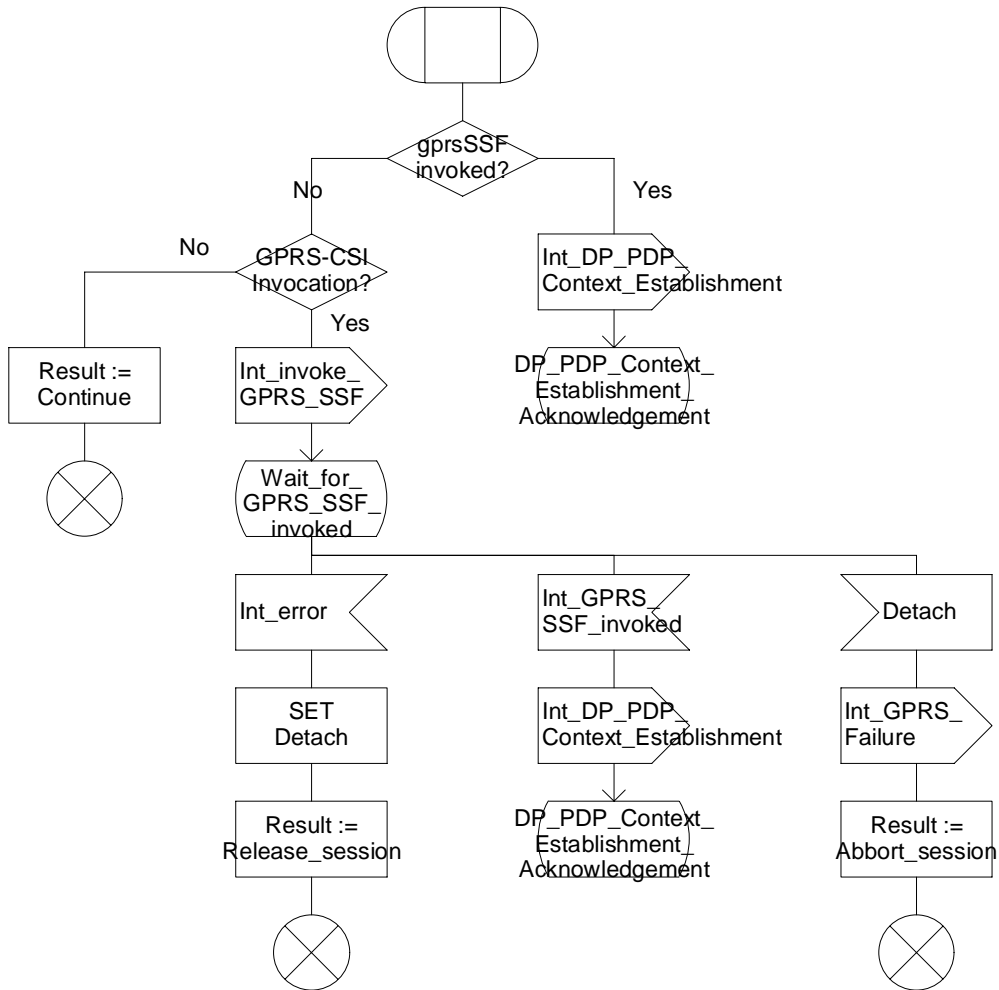 gprsSSF
invoked?
No
Yes
No
GPRS-CSI
Invocation?
Int_DP_PDP_
Context_Establishment
Yes
Result :=
Continue
Int_invoke_
GPRS_SSF
DP_PDP_Context_
Establishment_
Acknowledgement
Wait_for_
GPRS_SSF_
invoked
Int_error
Int_GPRS_
SSF_invoked
Detach
SET
Detach
Int_DP_PDP_
Context_Establishment
Int_GPRS_
Failure
Result :=
Release_session
DP_PDP_Context_
Establishment_
Acknowledgement
Result :=
Abbort_session